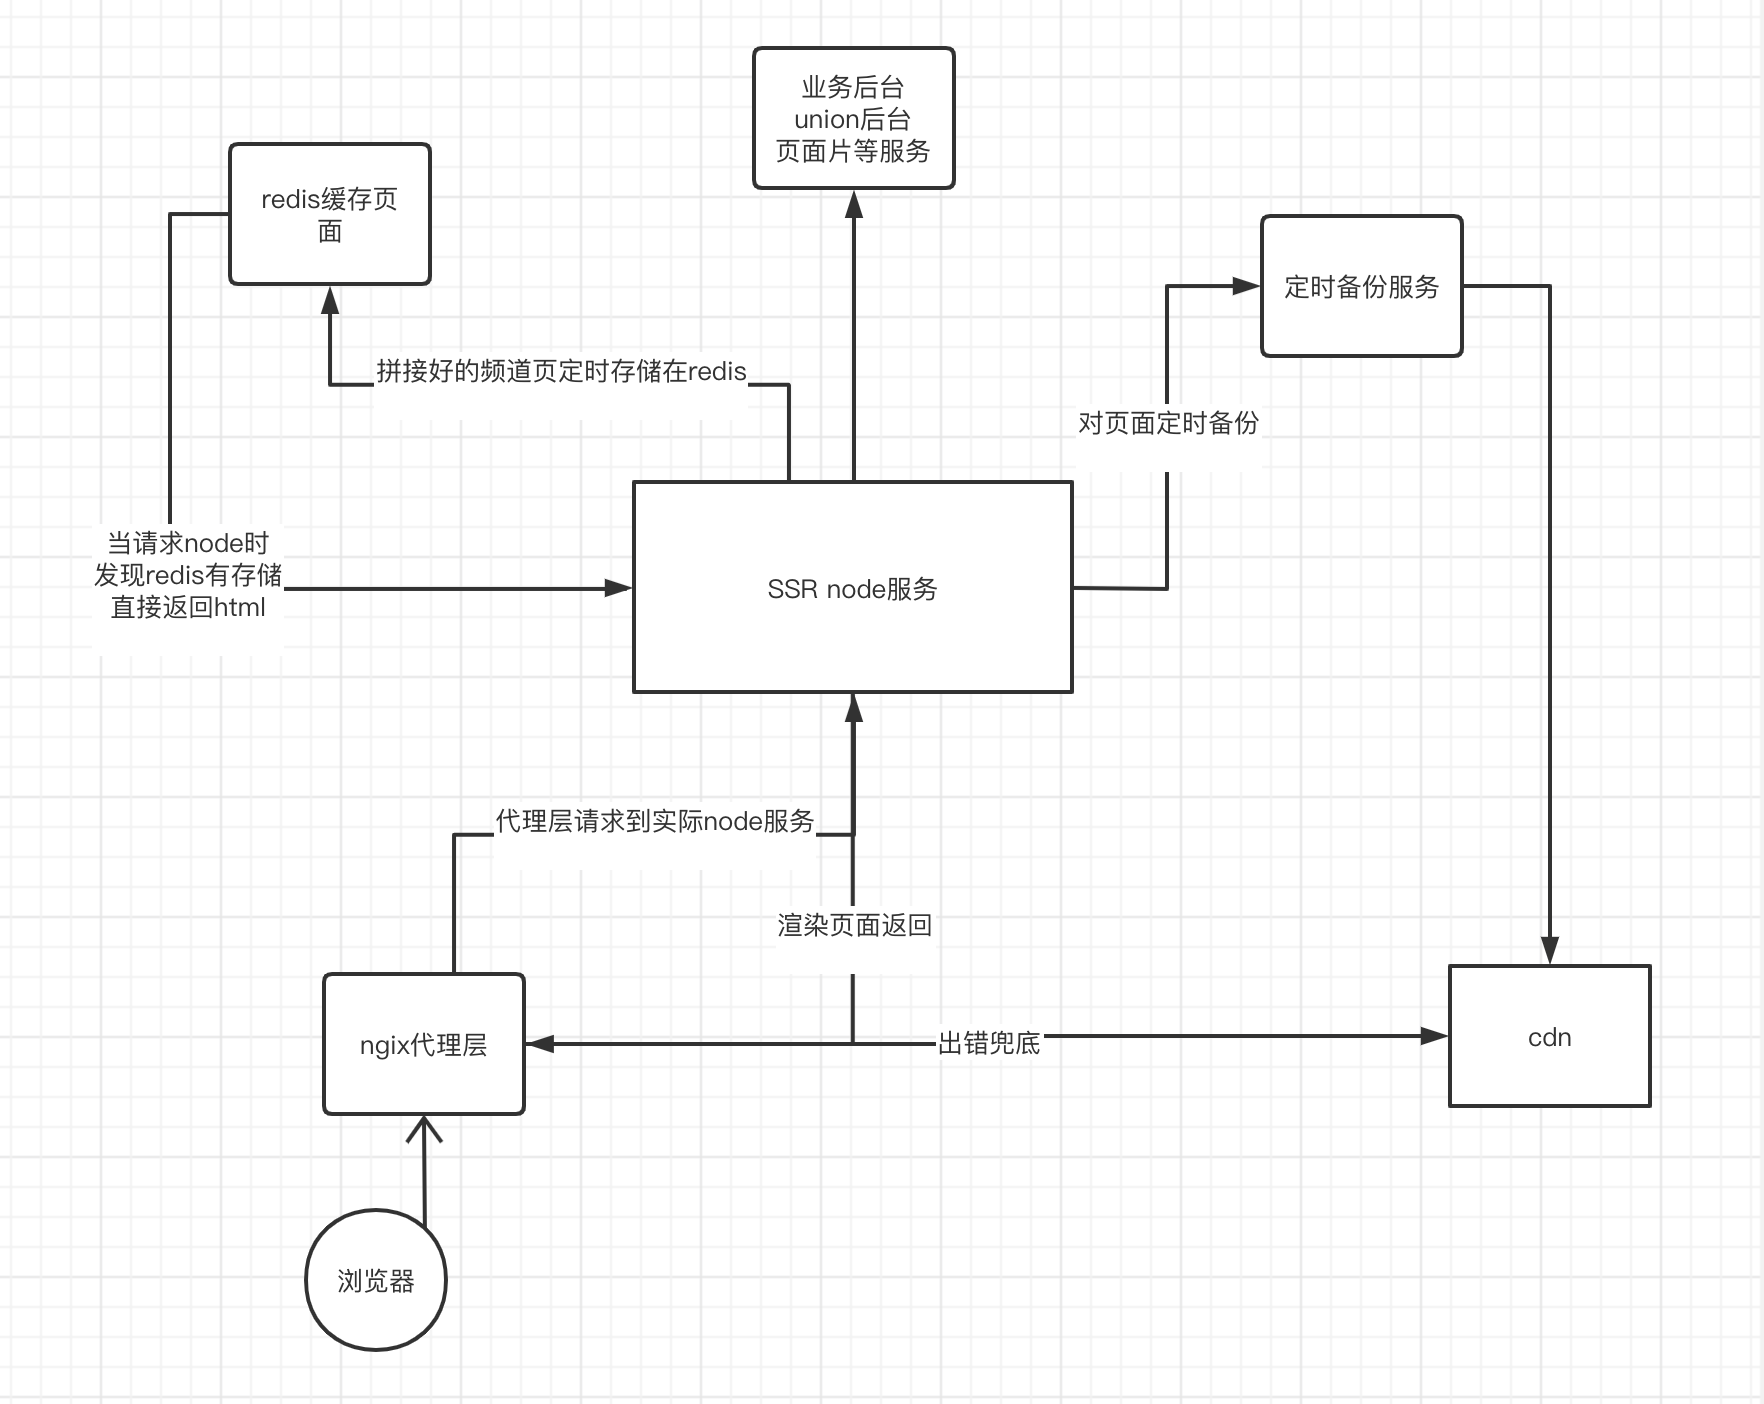 业务后台
union后台
页面片等服务
redis缓存页
面
定时备份服务
拼接好的频道页定时存储在redis
对页面定时备份
当请求node时
发现redis有存储
直接返回html
SSR node服务
代理层请求到实际node服务
渲染页面返回
ngix代理层
出错兜底
cdn
浏览器